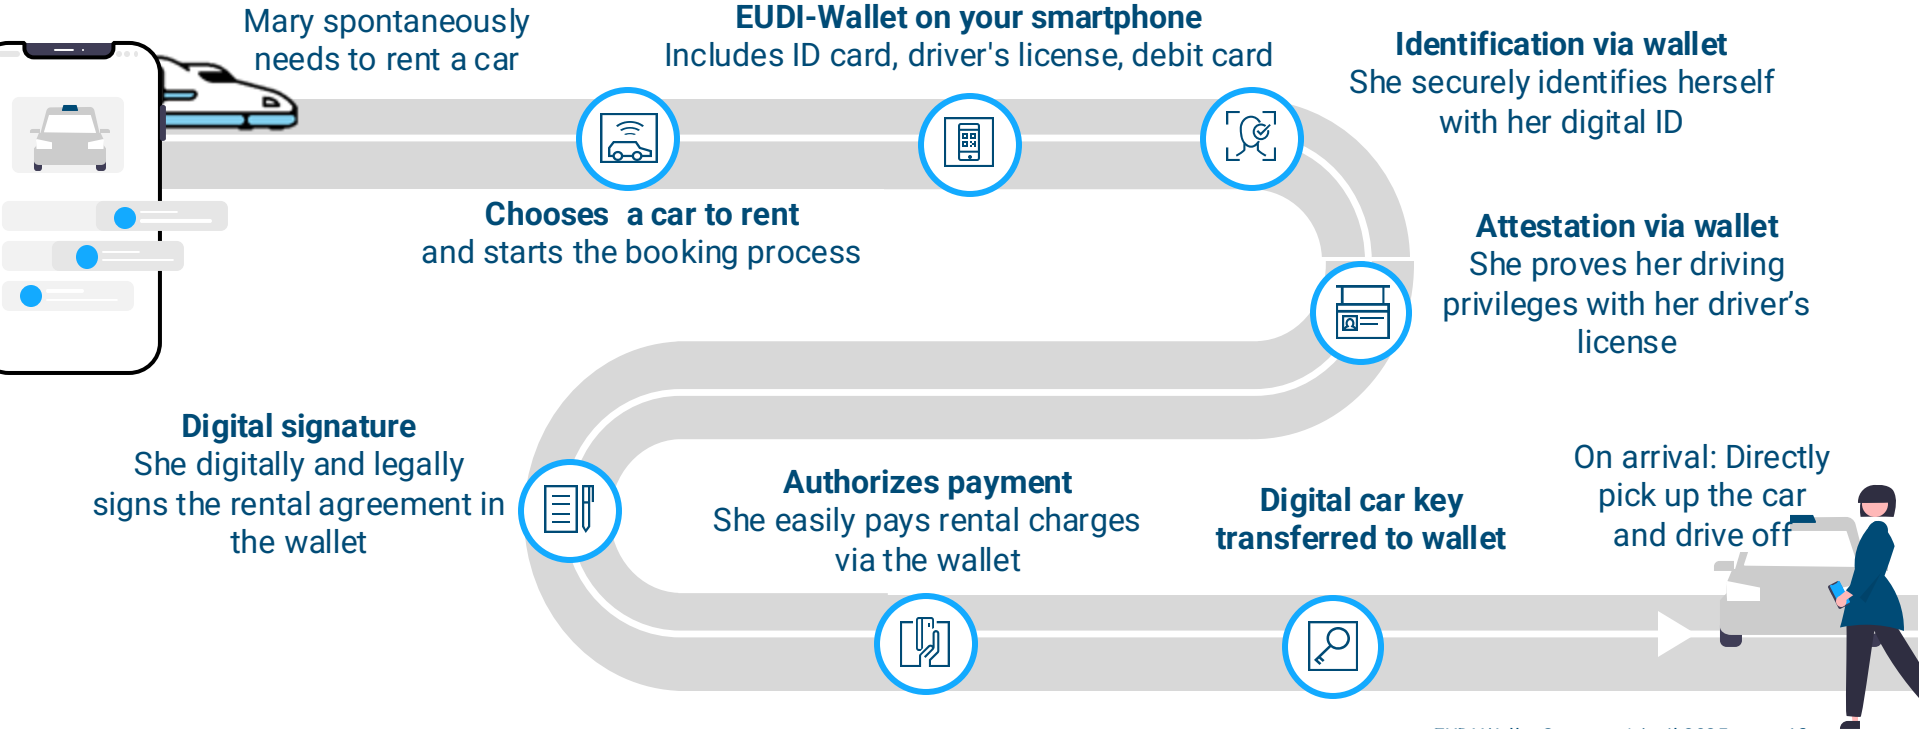 Mary spontaneously
needs to rent a car
EUDI-Wallet on your smartphone
Includes ID card, driver's license, debit card
Identification via wallet
She securely identifies herself
with her digital ID
Chooses a car to rent
and starts the booking process
Attestation via wallet
She proves her driving
privileges with her driver’s
license
Digital signature
She digitally and legally
signs the rental agreement in
the wallet
Authorizes payment
She easily pays rental charges
via the wallet
Digital car key
transferred to wallet
On arrival: Directly
pick up the car
and drive off